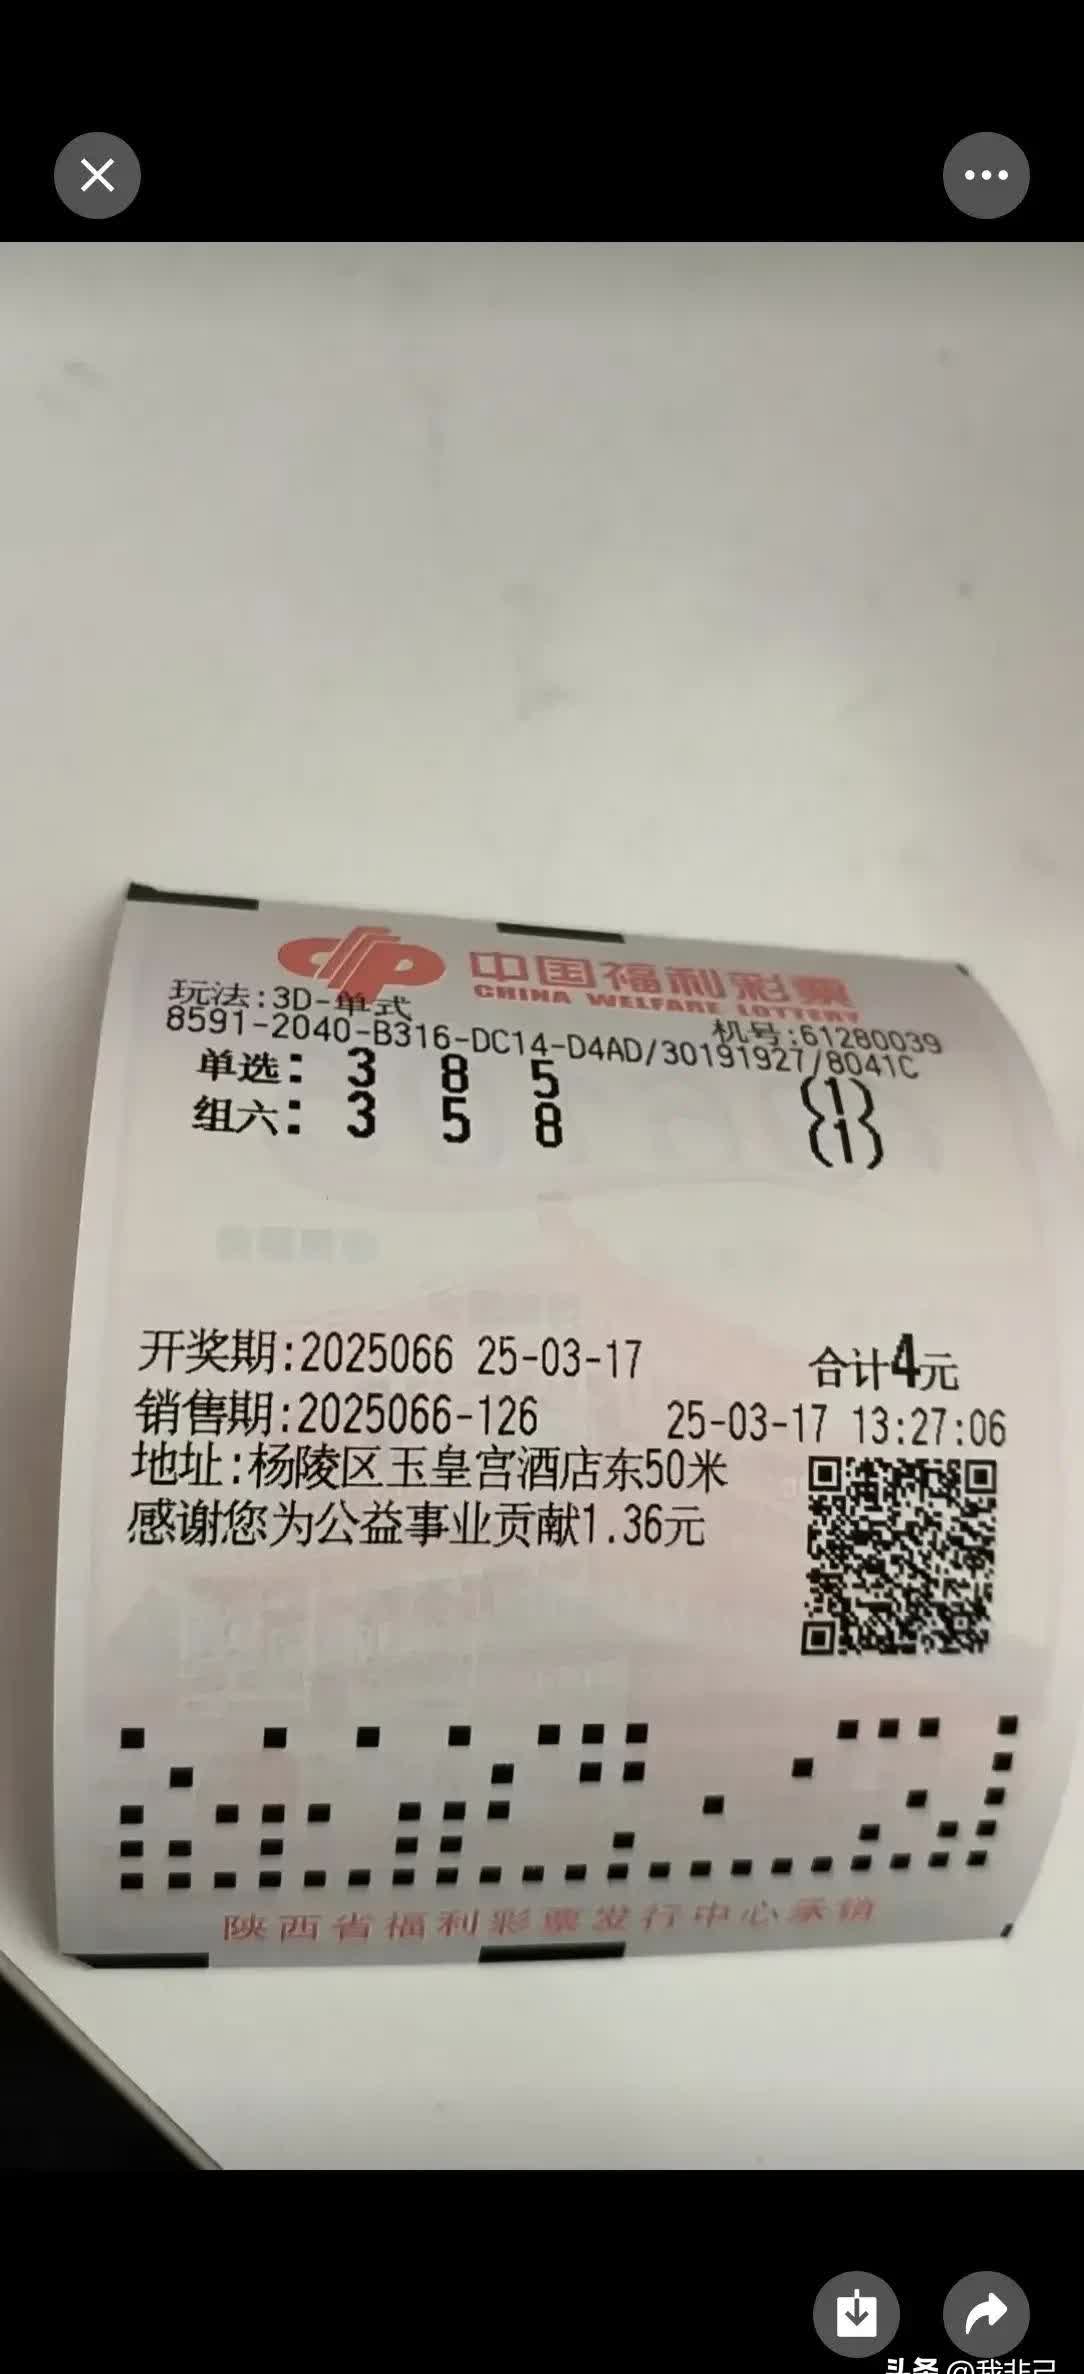 中国福利彩票
CHINA WELFARE LOTTERY
玩法:3D-单式
机号:61280039
8591-2040-B316-DC14-D4AD/30191927/8041C
单选: 3 8 5 (1)
组六: 3 5 8 (1)
开奖期:2025066 25-03-17
合计4元
销售期:2025066-126 25-03-17 13:27:06
地址:杨陵区玉皇宫酒店东50米
感谢您为公益事业贡献1.36元
陕西省福利彩票发行中心承销
头条 @我非己